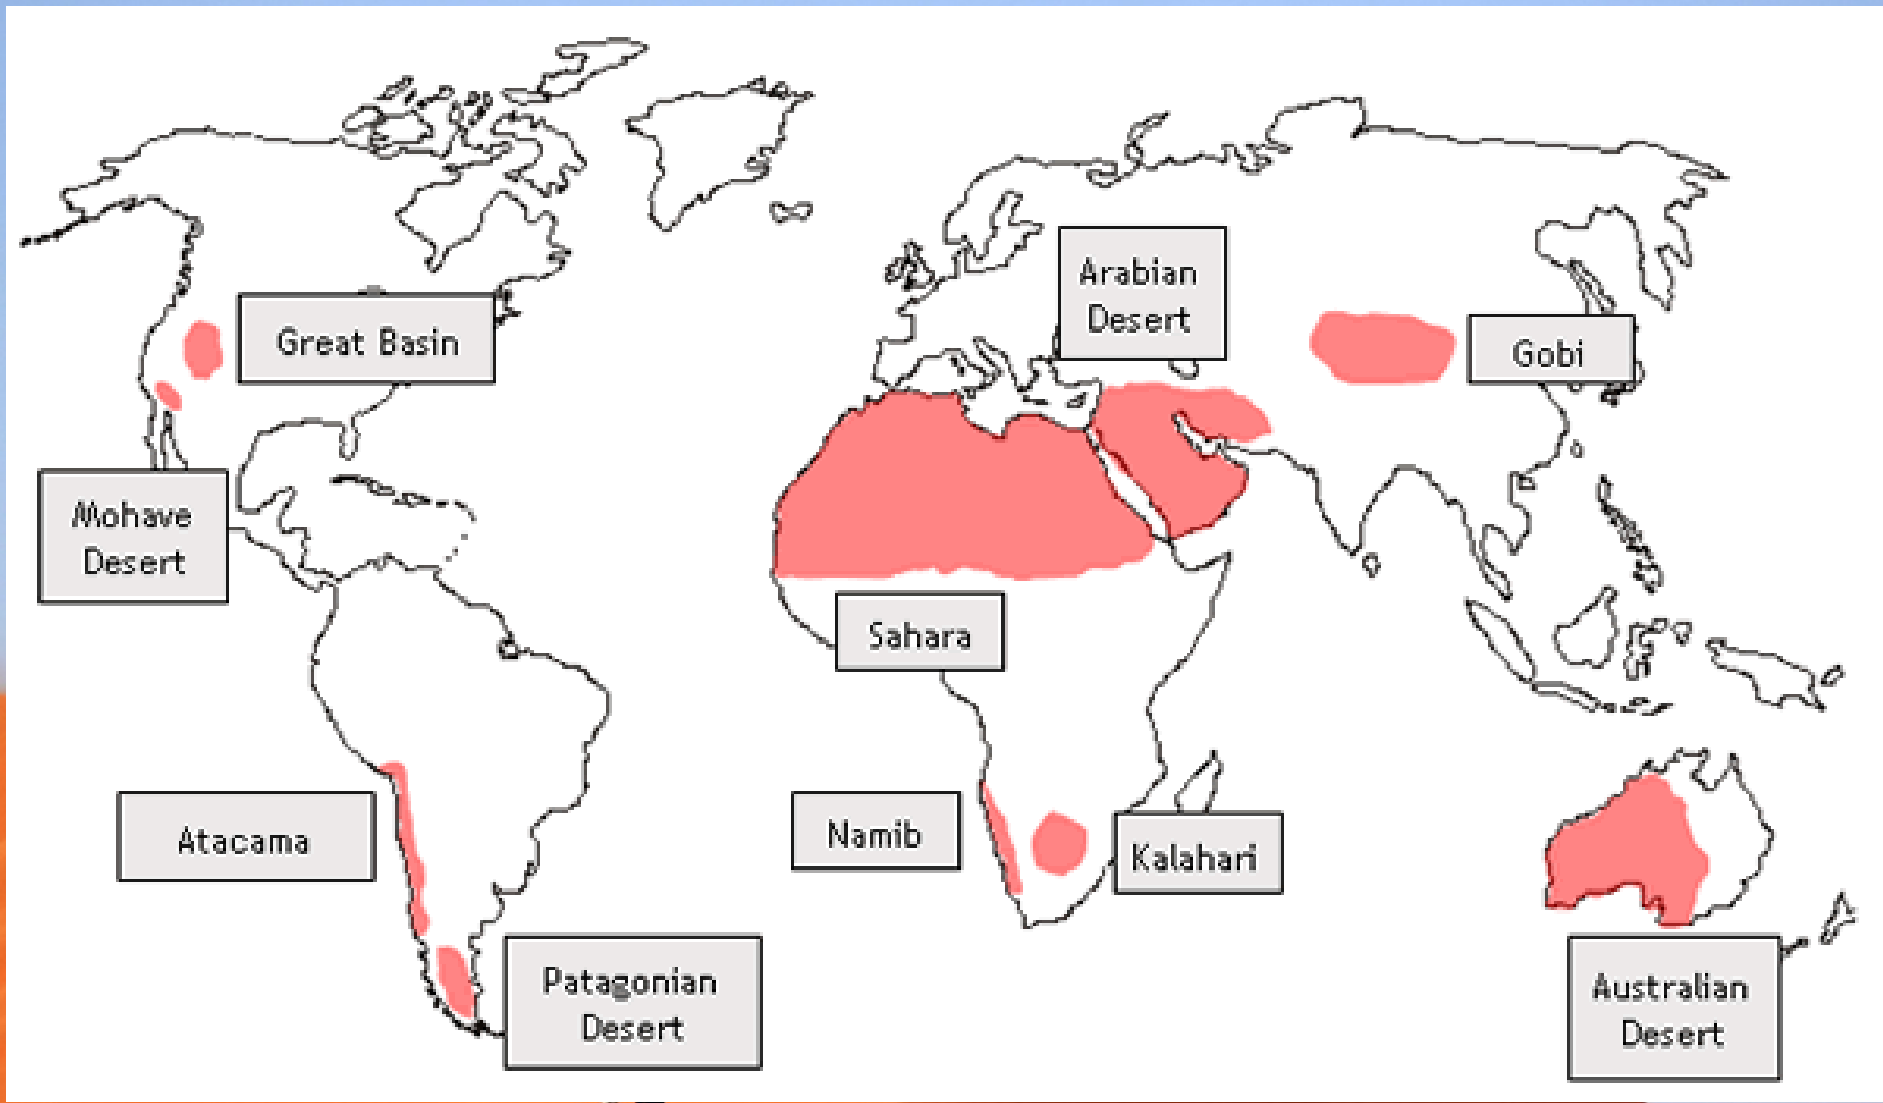 Arabian
Desert
Great Basin
Gobi
Mohave
Desert
Sahara
Atacama
Namib
Kalahari
Patagonian
Desert
Australian
Desert